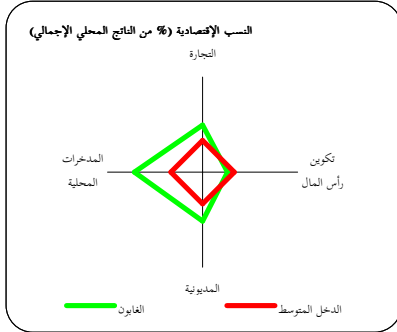 النسب الإقتصادية (% من الناتج المحلي الإجمالي)
التجارة
تكوين
رأس المال
المدخرات
المحلية
المديونية
الدخل المتوسط
الغابون